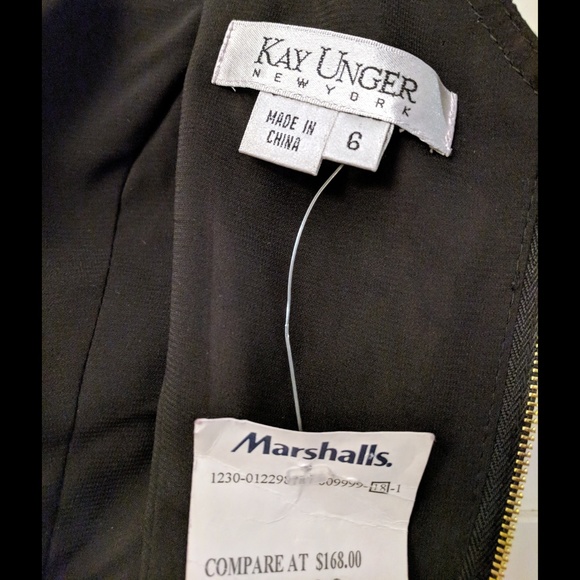 KAY UNGER
NEW YORK
MADE IN
CHINA
6
Marshalls.
COMPARE AT $168.00